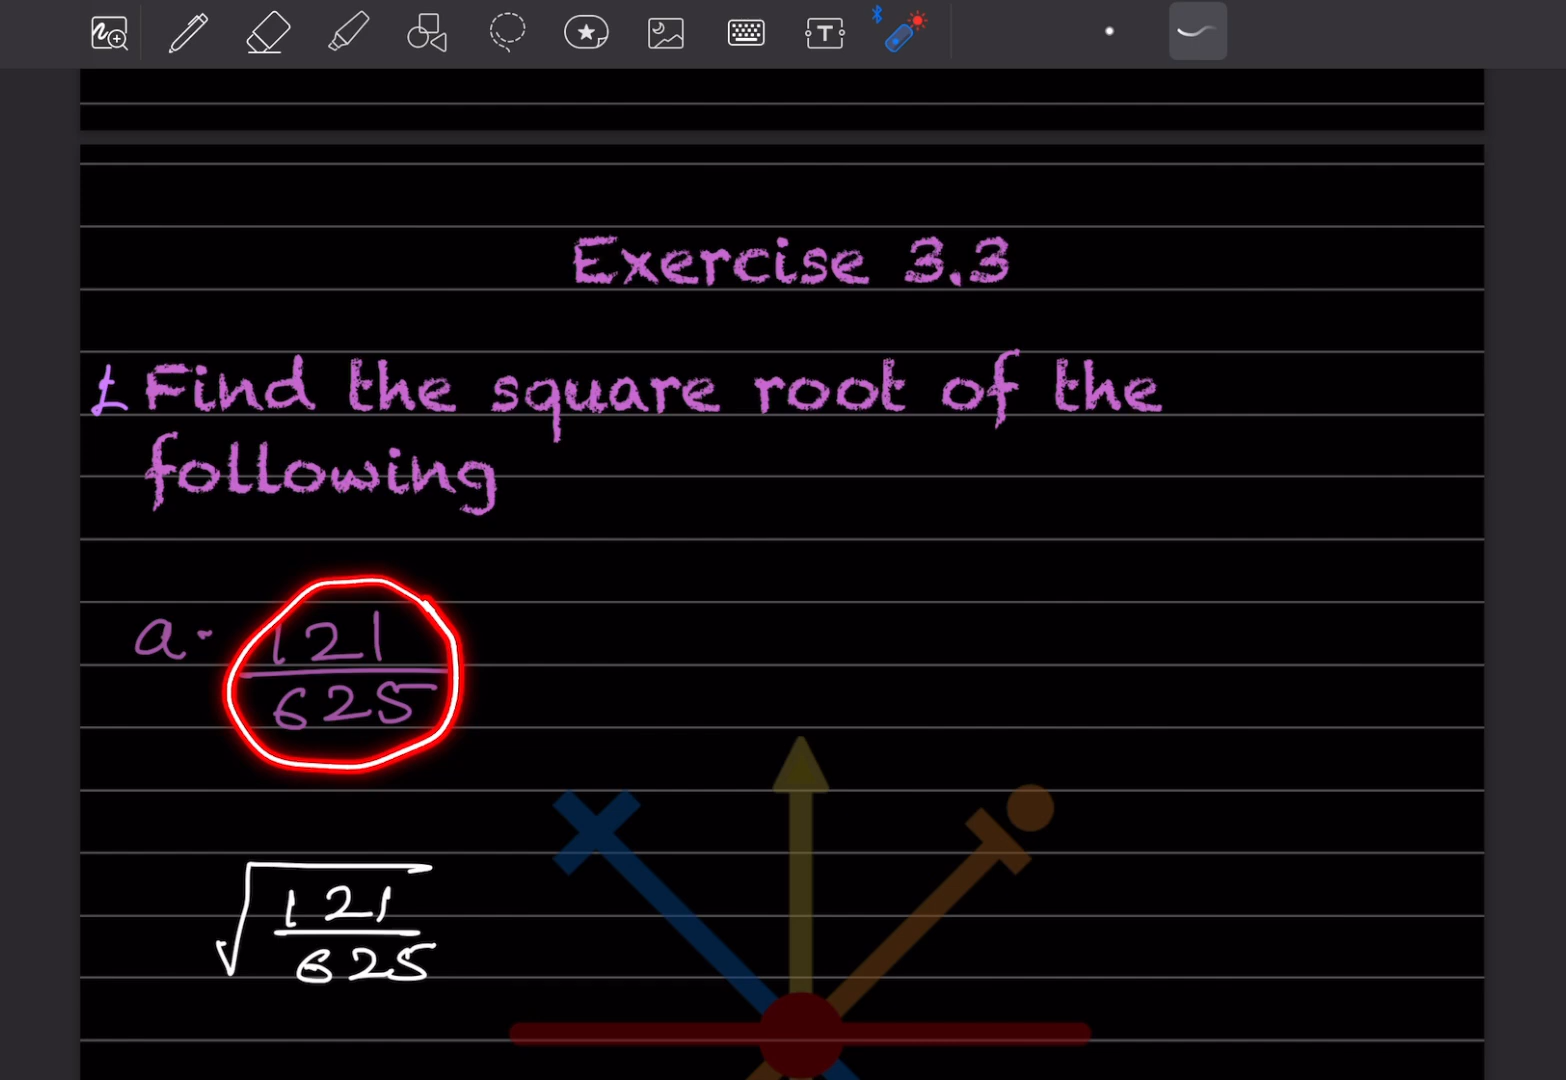 Exercise 3.3
1 Find the square root of the
following
a. 121/625
√121/625